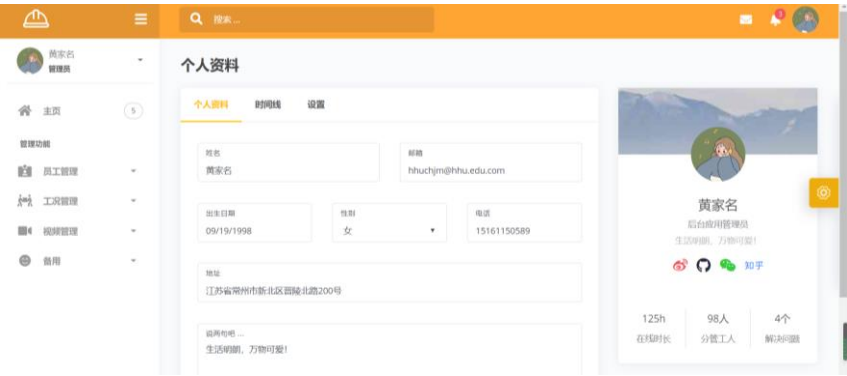 搜索 ...
3
黄家名
管理员
个人资料
主页
5
管理功能
员工管理
工况管理
视频管理
备用
个人资料 时间线 设置
姓名
黄家名
邮箱
hhuchjm@hhu.edu.com
出生日期
09/19/1998
性别
女
电话
15161150589
地址
江苏省常州市新北区晋陵北路200号
说两句吧 ...
生活明朗，万物可爱！
黄家名
后台应用管理员
生活明朗，万物可爱！
知乎
125h 98人 4个
在线时长 分管工人 解决问题